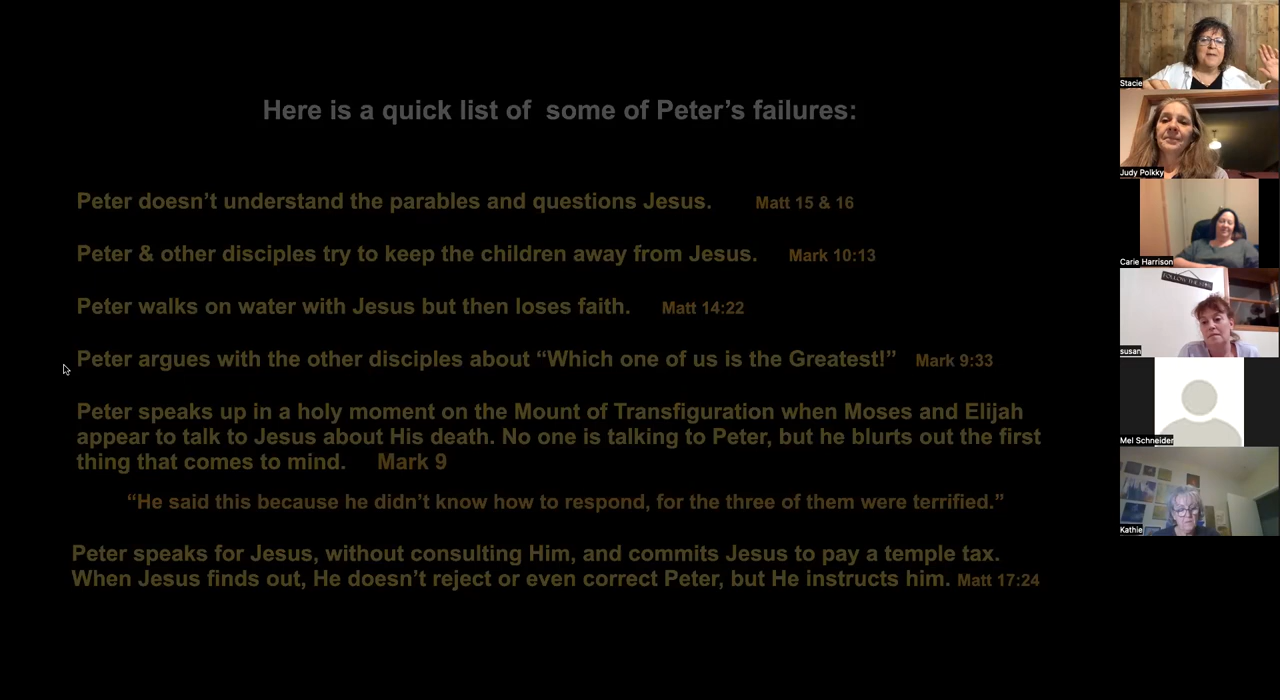 Here is a quick list of  some of Peter’s failures:
Peter doesn’t understand the parables and questions Jesus. Matt 15 & 16
Peter & other disciples try to keep the children away from Jesus. Mark 10:13
Peter walks on water with Jesus but then loses faith. Matt 14:22
Peter argues with the other disciples about “Which one of us is the Greatest!” Mark 9:33
Peter speaks up in a holy moment on the Mount of Transfiguration when Moses and Elijah
appear to talk to Jesus about His death. No one is talking to Peter, but he blurts out the first
thing that comes to mind. Mark 9
“He said this because he didn’t know how to respond, for the three of them were terrified.”
Peter speaks for Jesus, without consulting Him, and commits Jesus to pay a temple tax.
When Jesus finds out, He doesn’t reject or even correct Peter, but He instructs him. Matt 17:24
Stacie
Judy Polkky
Carie Harrison
FOLLOW THE
susan
Mel Schneider
Kathie